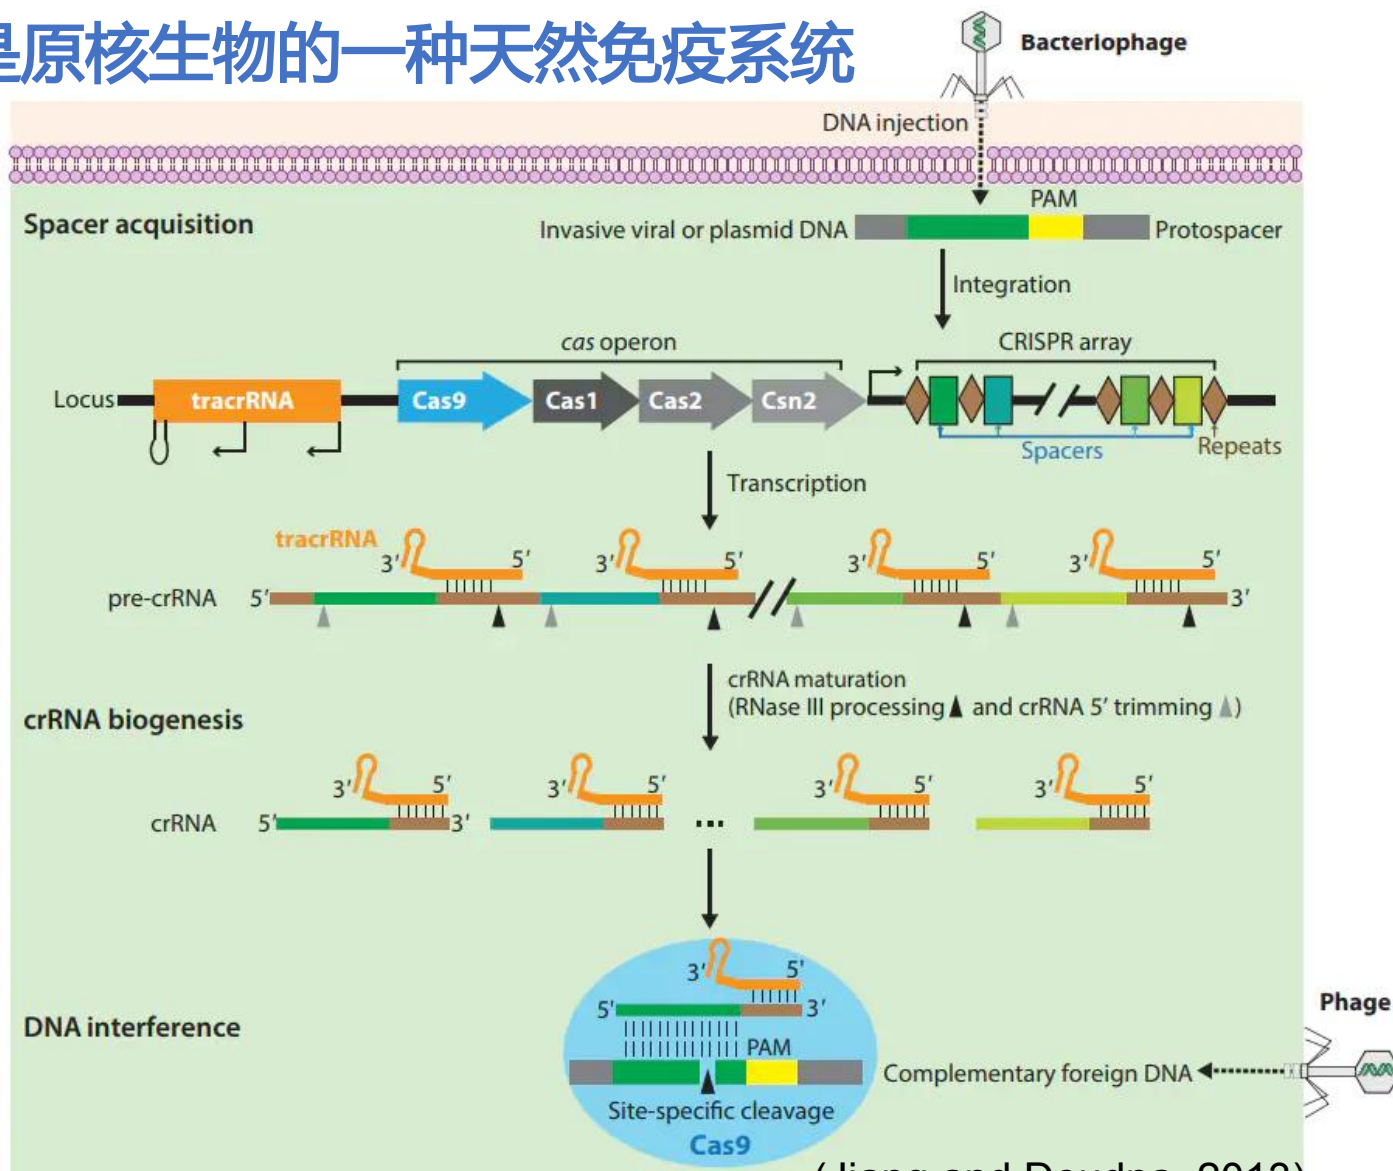 是原核生物的一种天然免疫系统
Bacteriophage
DNA injection
Spacer acquisition
PAM
Invasive viral or plasmid DNA
Protospacer
Integration
cas operon
CRISPR array
Locus
tracrRNA
Cas9
Cas1
Cas2
Csn2
Spacers
Repeats
Transcription
tracrRNA
3′ 5′ 3′ 5′ 3′ 5′ 3′ 5′
pre-crRNA 5′ 3′
crRNA maturation
(RNase III processing ▲ and crRNA 5′ trimming ▲)
crRNA biogenesis
3′ 5′ 3′ 5′ 3′ 5′ 3′ 5′
crRNA 5′ 3′ ...
3′ 5′
5′ 3′
DNA interference
PAM
Phage
Complementary foreign DNA
Site-specific cleavage
Cas9
(Jiang and Doudna, 2013)